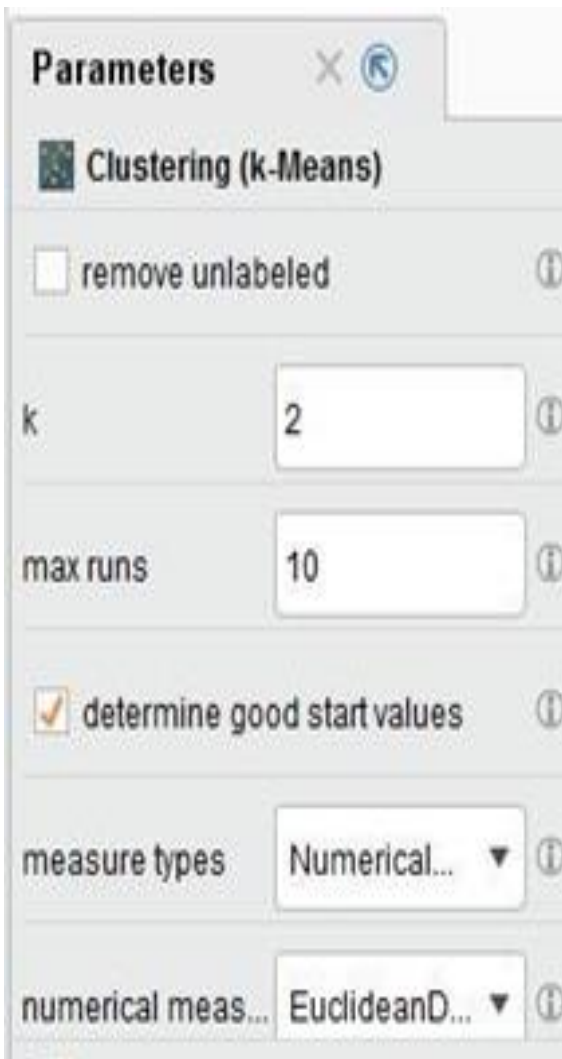 Parameters
Clustering (k-Means)
remove unlabeled
k 2
max runs 10
determine good start values
measure types Numerical...
numerical meas... EuclideanD...